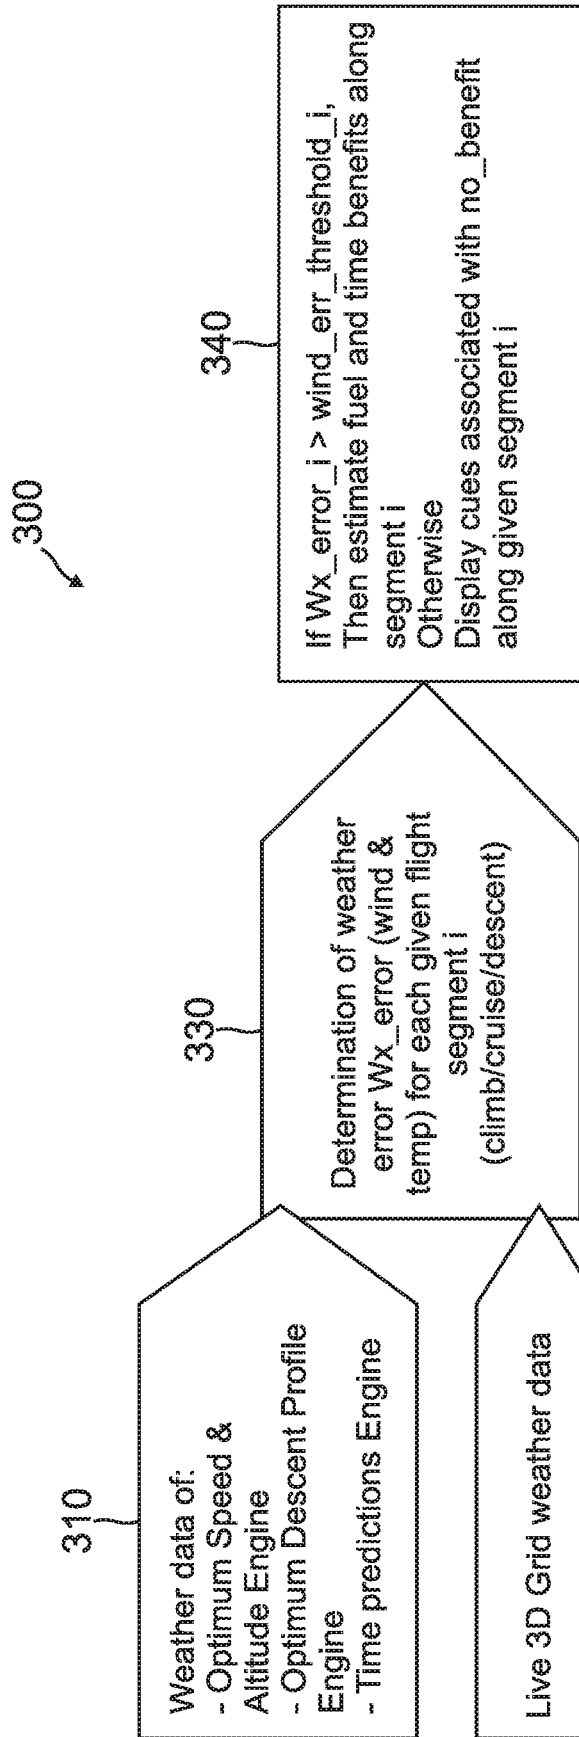 300
310
Weather data of:
- Optimum Speed &
Altitude Engine
- Optimum Descent Profile
Engine
- Time predictions Engine
Live 3D Grid weather data
330
Determination of weather
error Wx_error (wind &
temp) for each given flight
segment i
(climb/cruise/descent)
340
If Wx_error_i > wind_err_threshold_i,
Then estimate fuel and time benefits along
segment i
Otherwise
Display cues associated with no_benefit
along given segment i